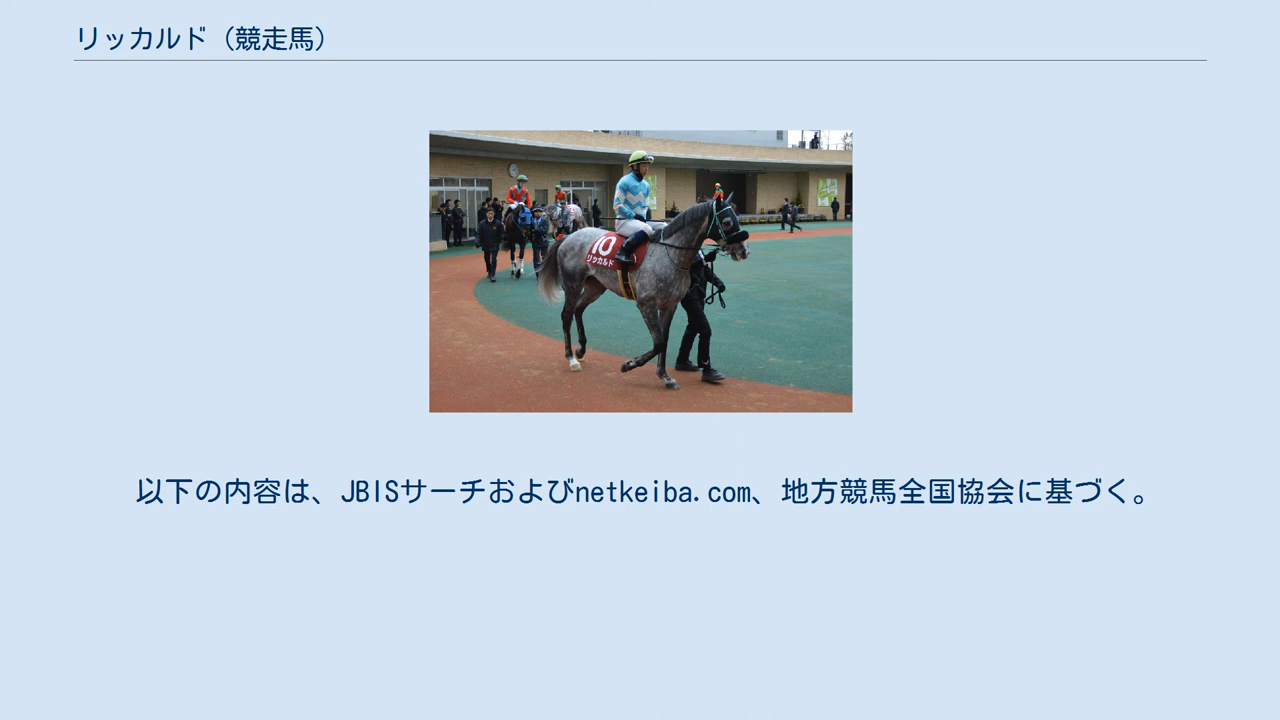 リッカルド（競走馬）
10
リッカルド
以下の内容は、JBISサーチおよびnetkeiba.com、地方競馬全国協会に基づく。